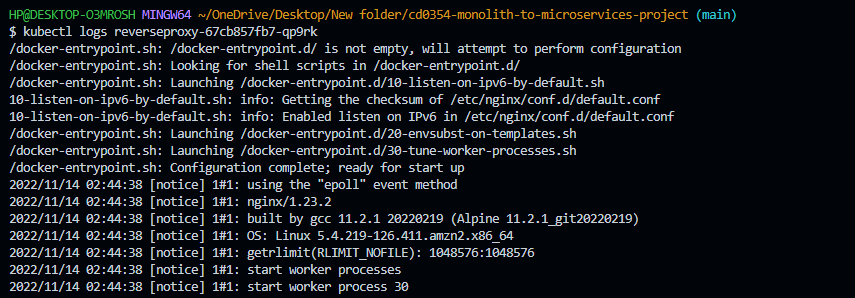 HP@DESKTOP-O3MROSH MINGW64 ~/OneDrive/Desktop/New folder/cd0354-monolith-to-microservices-project (main)
$ kubectl logs reverseproxy-67cb857fb7-qp9rk
/docker-entrypoint.sh: /docker-entrypoint.d/ is not empty, will attempt to perform configuration
/docker-entrypoint.sh: Looking for shell scripts in /docker-entrypoint.d/
/docker-entrypoint.sh: Launching /docker-entrypoint.d/10-listen-on-ipv6-by-default.sh
10-listen-on-ipv6-by-default.sh: info: Getting the checksum of /etc/nginx/conf.d/default.conf
10-listen-on-ipv6-by-default.sh: info: Enabled listen on IPv6 in /etc/nginx/conf.d/default.conf
/docker-entrypoint.sh: Launching /docker-entrypoint.d/20-envsubst-on-templates.sh
/docker-entrypoint.sh: Launching /docker-entrypoint.d/30-tune-worker-processes.sh
/docker-entrypoint.sh: Configuration complete; ready for start up
2022/11/14 02:44:38 [notice] 1#1: using the "epoll" event method
2022/11/14 02:44:38 [notice] 1#1: nginx/1.23.2
2022/11/14 02:44:38 [notice] 1#1: built by gcc 11.2.1 20220219 (Alpine 11.2.1_git20220219)
2022/11/14 02:44:38 [notice] 1#1: OS: Linux 5.4.219-126.411.amzn2.x86_64
2022/11/14 02:44:38 [notice] 1#1: getrlimit(RLIMIT_NOFILE): 1048576:1048576
2022/11/14 02:44:38 [notice] 1#1: start worker processes
2022/11/14 02:44:38 [notice] 1#1: start worker process 30